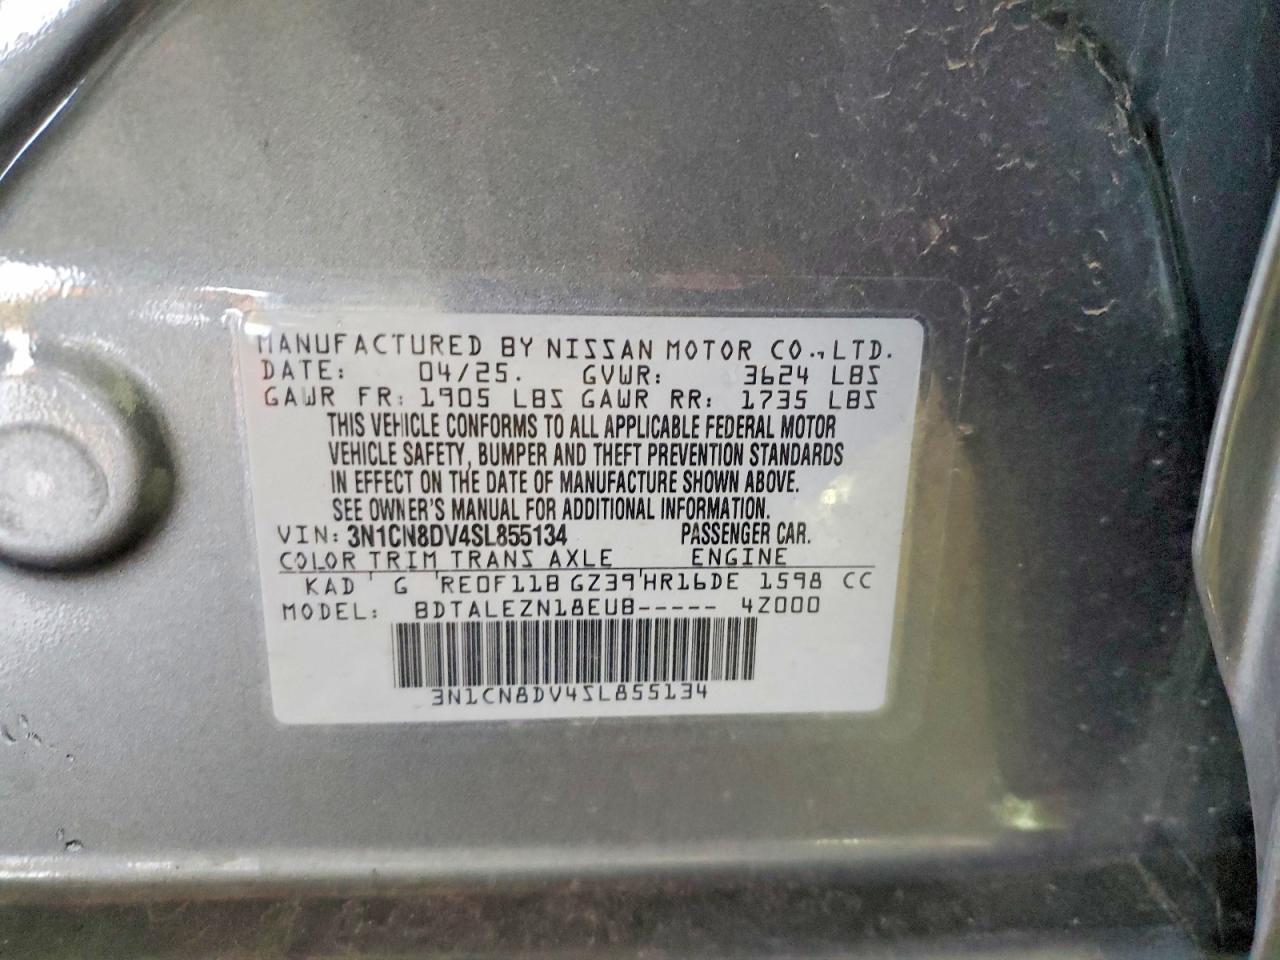 MANUFACTURED BY NISSAN MOTOR CO., LTD.
DATE: 04/25. GVWR: 3624 LBS
GAWR FR: 1905 LBS GAWR RR: 1735 LBS
THIS VEHICLE CONFORMS TO ALL APPLICABLE FEDERAL MOTOR
VEHICLE SAFETY, BUMPER AND THEFT PREVENTION STANDARDS
IN EFFECT ON THE DATE OF MANUFACTURE SHOWN ABOVE.
SEE OWNER'S MANUAL FOR ADDITIONAL INFORMATION.
VIN: 3N1CN8DV4SL855134 PASSENGER CAR.
COLOR TRIM TRANS AXLE ENGINE
KAD ' G ' RE0F11B GZ39 ' HR16DE 1598 CC
MODEL: BDTALEZN18EUB----- 4Z000
3N1CN8DV4SL855134